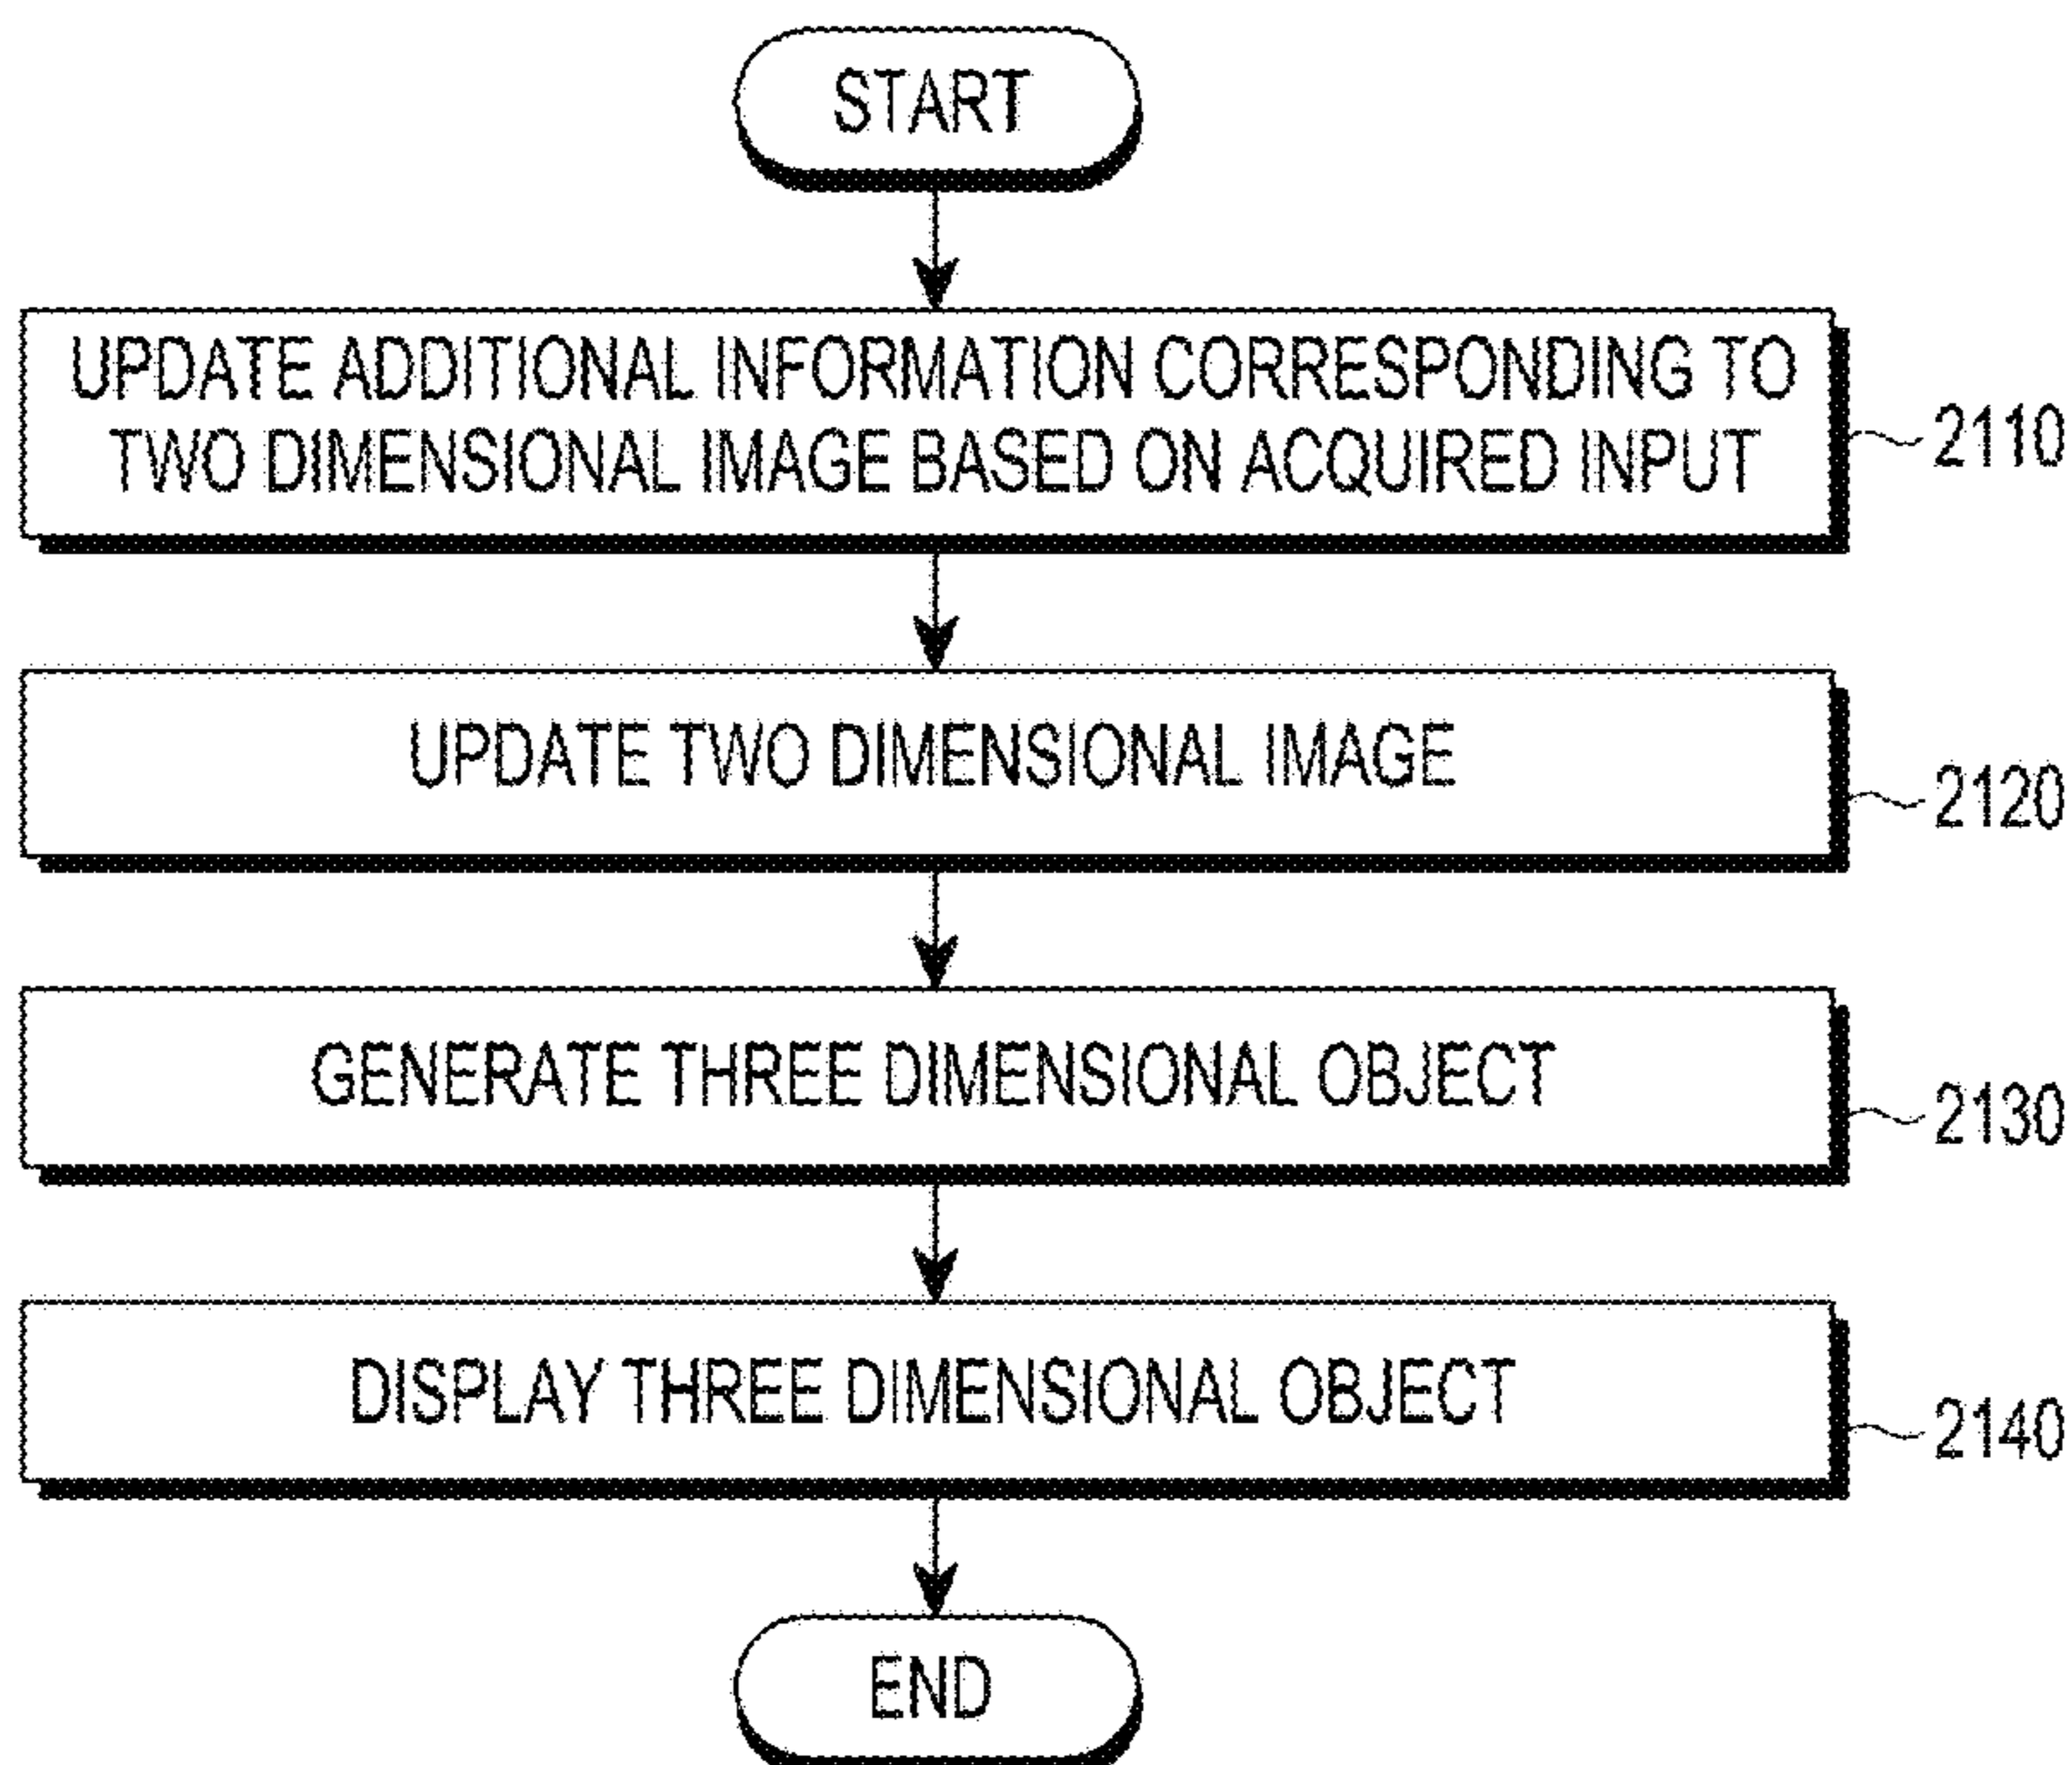 START
UPDATE ADDITIONAL INFORMATION CORRESPONDING TO
TWO DIMENSIONAL IMAGE BASED ON ACQUIRED INPUT
2110
UPDATE TWO DIMENSIONAL IMAGE
2120
GENERATE THREE DIMENSIONAL OBJECT
2130
DISPLAY THREE DIMENSIONAL OBJECT
2140
END